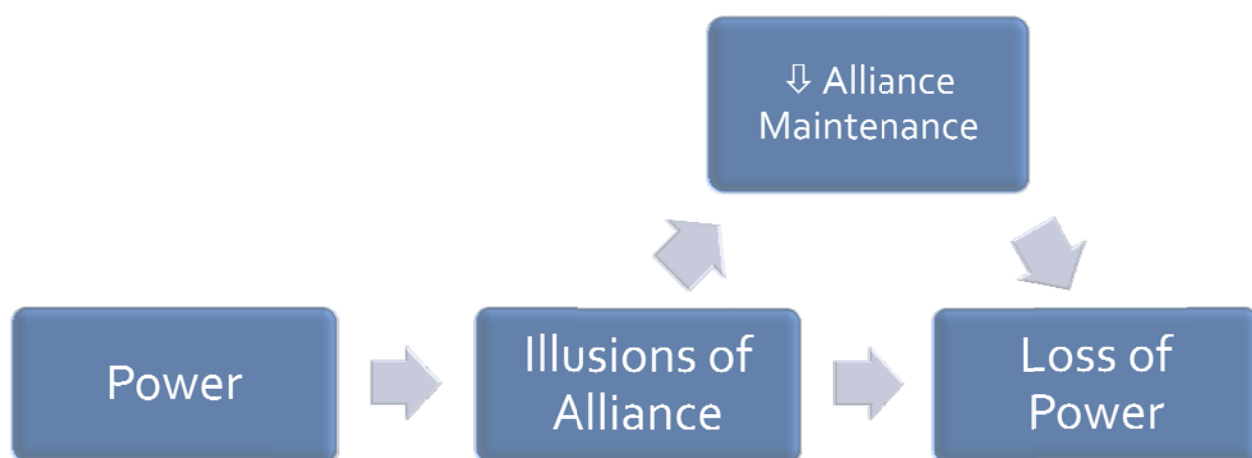 ⇩ Alliance
Maintenance
Power
Illusions of
Alliance
Loss of
Power